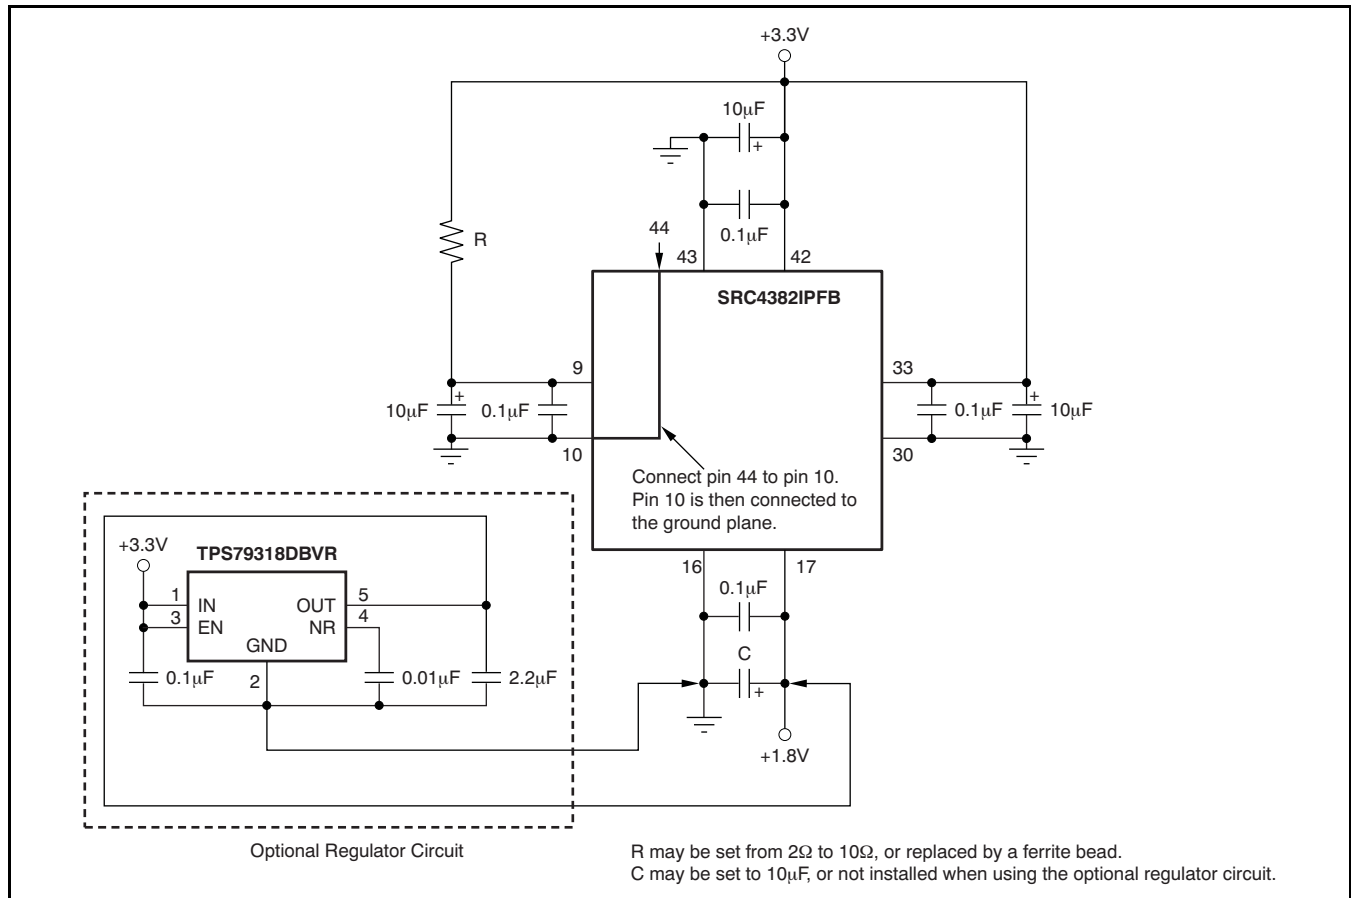 +3.3V
10µF
+
0.1µF
44
43
42
R
SRC4382IPFB
9
33
10µF
+
0.1µF
0.1µF
+
10µF
10
30
Connect pin 44 to pin 10.
Pin 10 is then connected to
the ground plane.
+3.3V
TPS79318DBVR
16
17
0.1µF
1
IN
OUT
5
3
EN
NR
4
GND
C
+
0.1µF
2
0.01µF
2.2µF
+1.8V
Optional Regulator Circuit
R may be set from 2Ω to 10Ω, or replaced by a ferrite bead.
C may be set to 10µF, or not installed when using the optional regulator circuit.